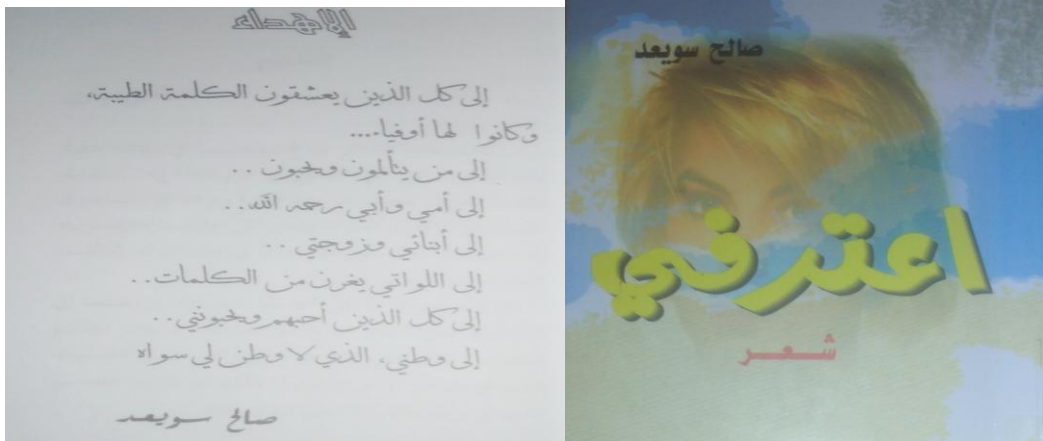 صالح سويعد
اعترفي
شعر
الإهداء
إلى كل الذين يعشقون الكلمة الطيبة،
وكانوا لها أوفياء....
إلى من يتألمون ويحبون..
إلى أمي وأبي رحمه الله..
إلى أبنائي وزوجتي..
إلى اللواتي يغرن من الكلمات..
إلى كل الذين أحبهم ويحبونني..
إلى وطني، الذي لا وطن لي سواه
صالح سويعد